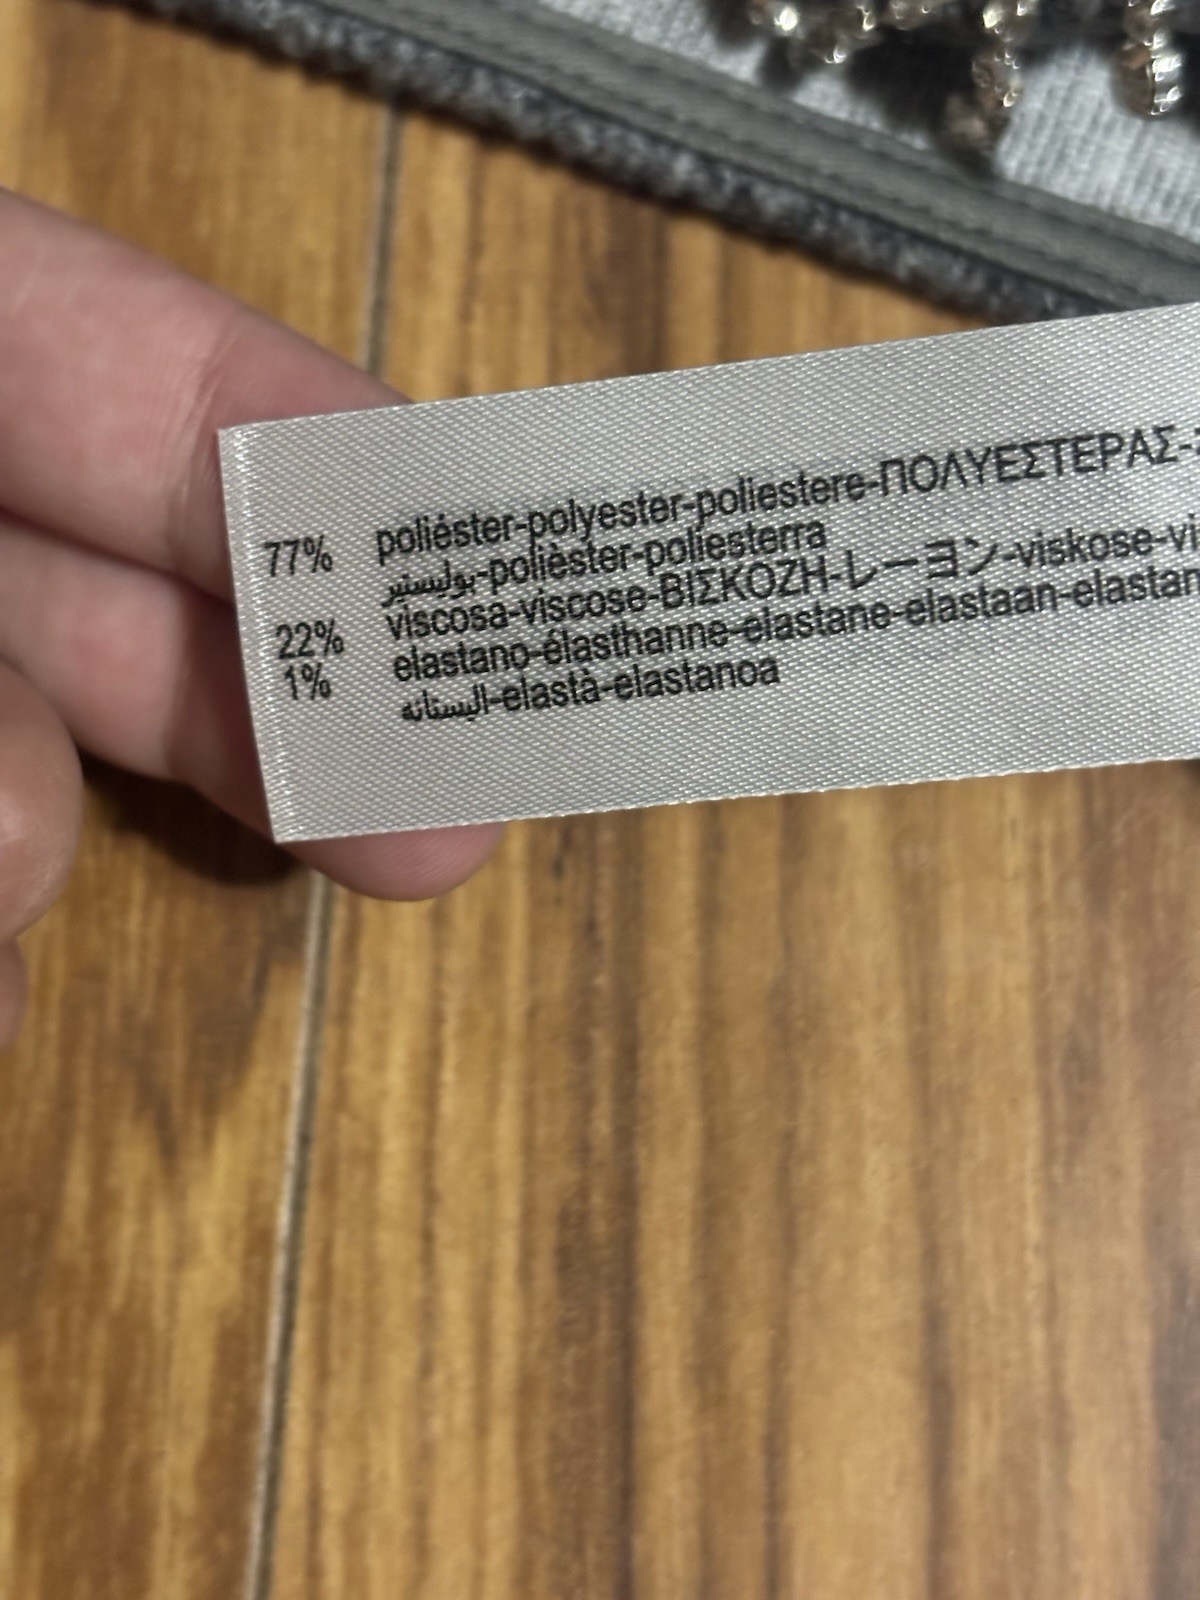 77% poliéster-polyester-poliestere-ΠΟΛΥΕΣΤΕΡΑΣ-
بوليستير-polièster-poliesterra
22% viscosa-viscose-ΒΙΣΚΟΖΗ-レーヨン-viskose-vi
1% elastano-élasthanne-elastane-elastaan-elastan
اليستانه-elastà-elastanoa